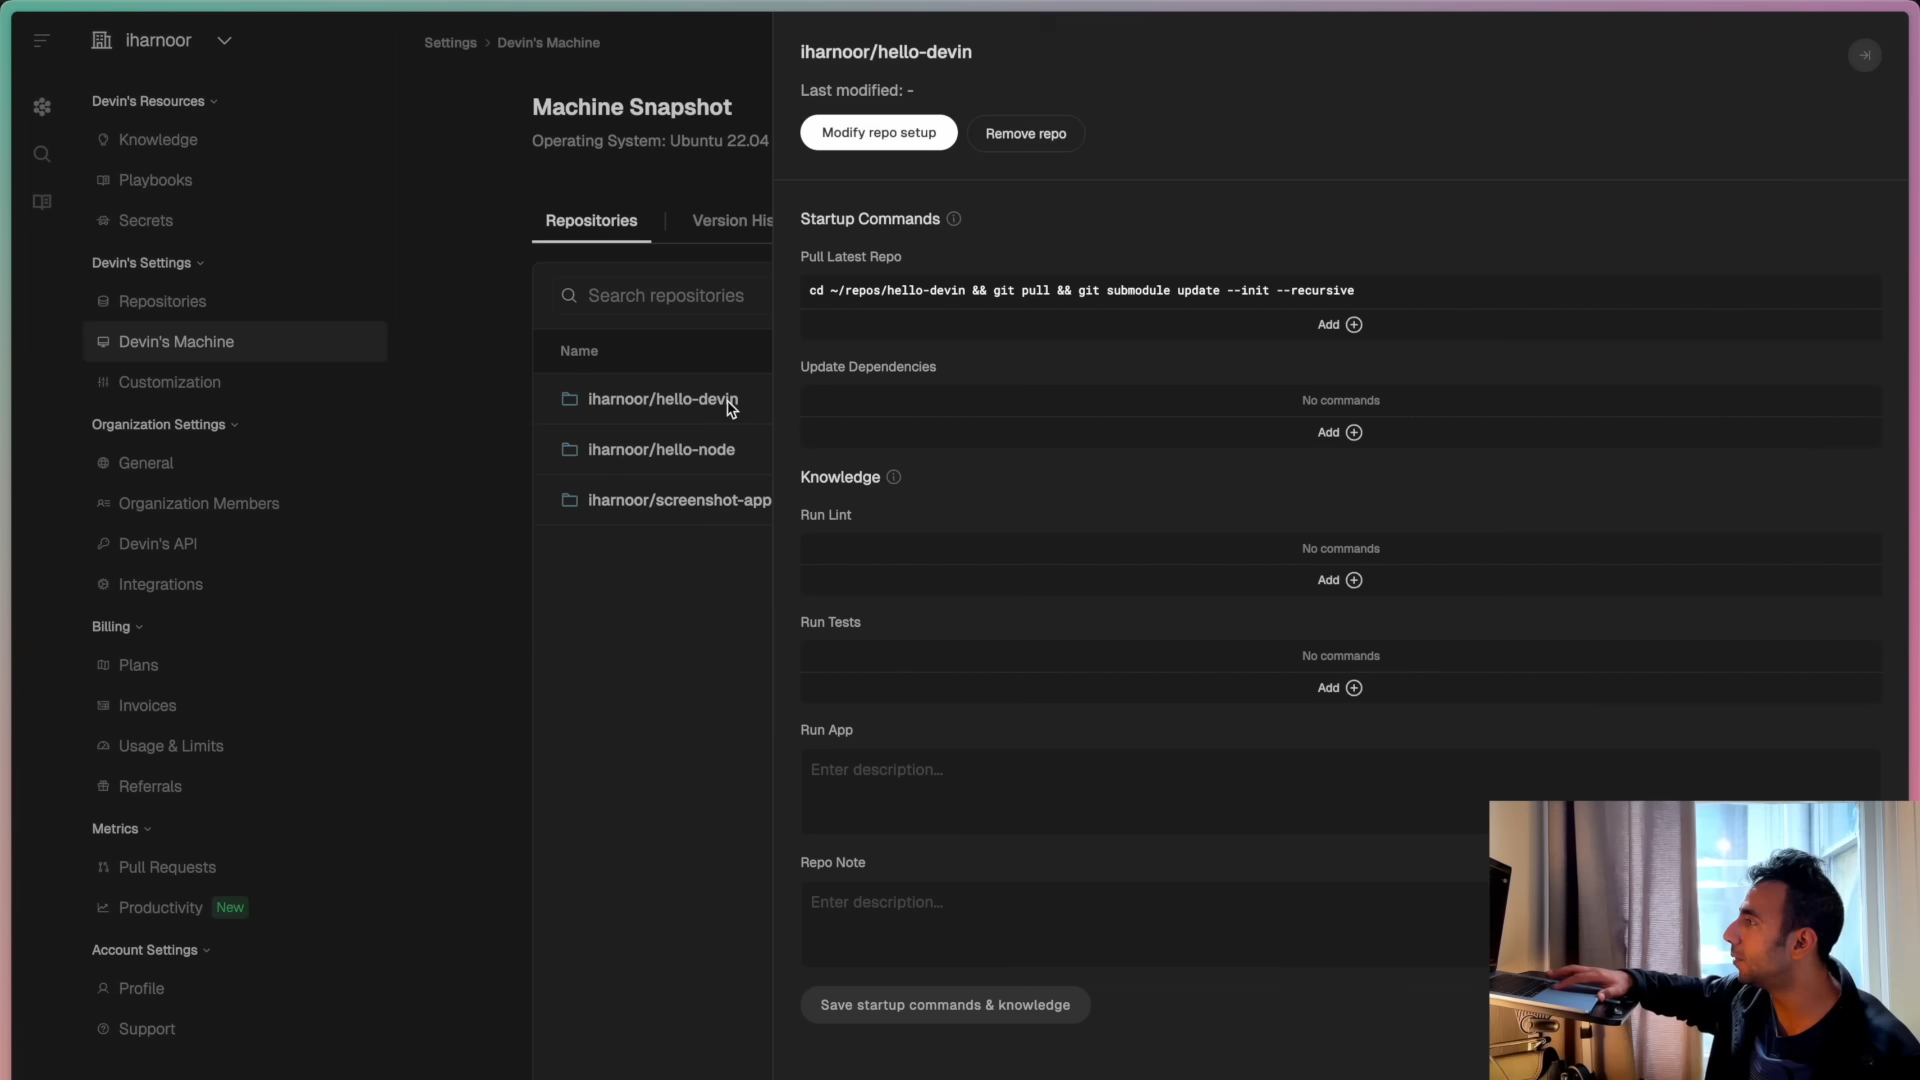 iharnoor
Devin's Resources
Knowledge
Playbooks
Secrets
Devin's Settings
Repositories
Devin's Machine
Customization
Organization Settings
General
Organization Members
Devin's API
Integrations
Billing
Plans
Invoices
Usage & Limits
Referrals
Metrics
Pull Requests
Productivity New
Account Settings
Profile
Support
Settings > Devin's Machine
Machine Snapshot
Operating System: Ubuntu 22.04
Repositories
Version His
Search repositories
Name
iharnoor/hello-devin
iharnoor/hello-node
iharnoor/screenshot-app
iharnoor/hello-devin
Last modified: -
Modify repo setup
Remove repo
Startup Commands
Pull Latest Repo
cd ~/repos/hello-devin && git pull && git submodule update --init --recursive
Add
Update Dependencies
No commands
Add
Knowledge
Run Lint
No commands
Add
Run Tests
No commands
Add
Run App
Enter description...
Repo Note
Enter description...
Save startup commands & knowledge